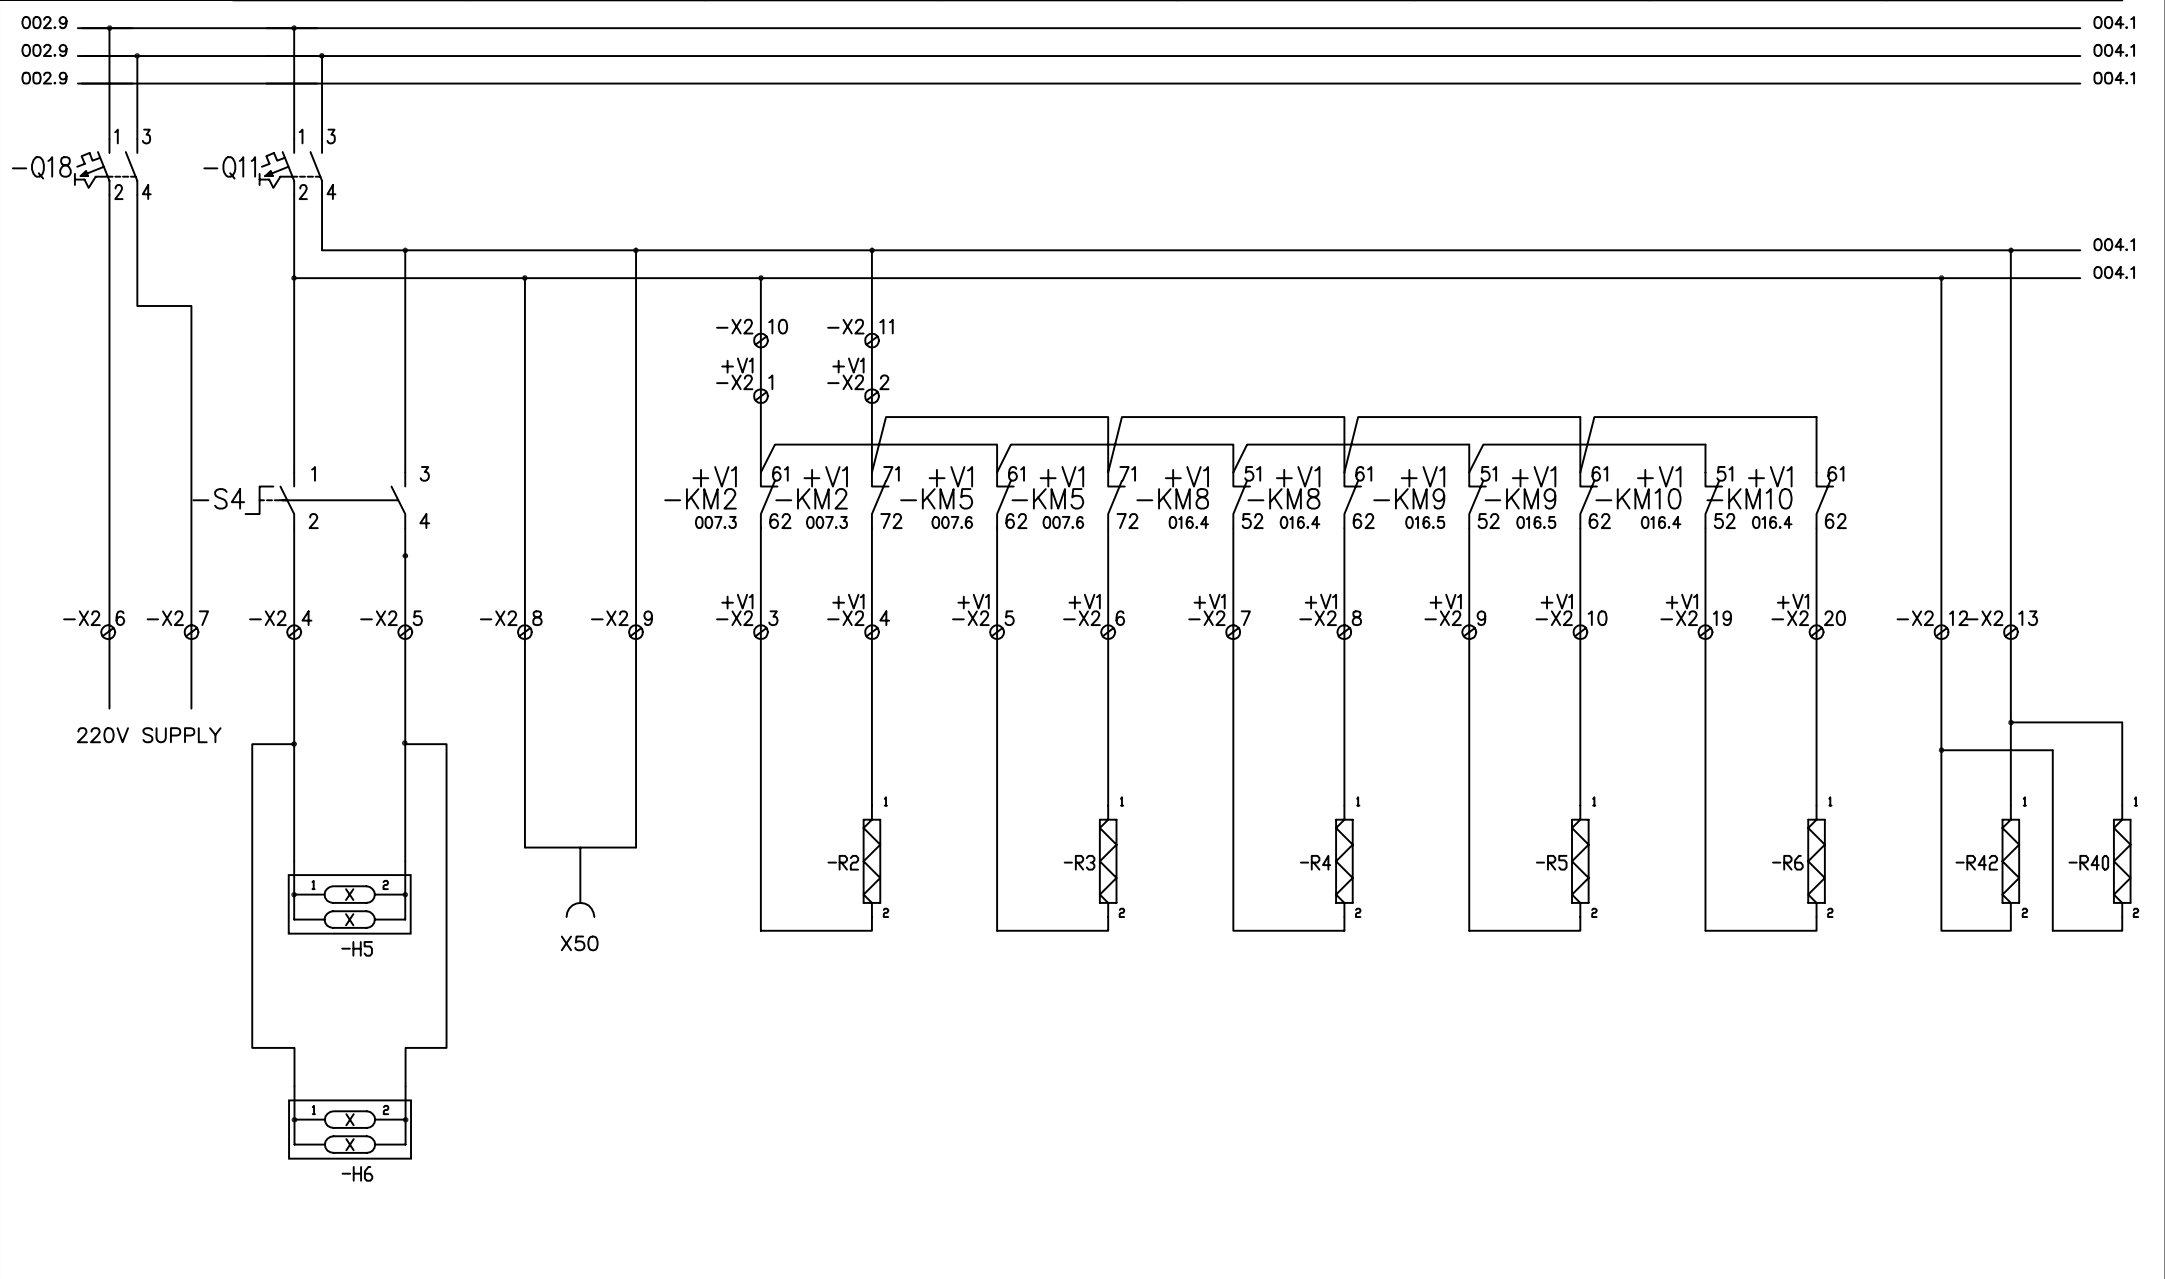 002.9 004.1
002.9 004.1
002.9 004.1
1 3 1 3
-Q18 -Q11
2 4 2 4
004.1
004.1
-X2 10 -X2 11
+V1 +V1
-X2 1 -X2 2
1 3
+V1 61 +V1 71 +V1 61 +V1 71 +V1 51 +V1 61 +V1 51 +V1 61 +V1 51 +V1 61
-S4 -KM2 -KM2 -KM5 -KM5 -KM8 -KM8 -KM9 -KM9 -KM10 -KM10
2 4 007.3 62 007.3 72 007.6 62 007.6 72 016.4 52 016.4 62 016.5 52 016.5 62 016.4 52 016.4 62
+V1 +V1 +V1 +V1 +V1 +V1 +V1 +V1 +V1 +V1
-X2 6 -X2 7 -X2 4 -X2 5 -X2 8 -X2 9 -X2 3 -X2 4 -X2 5 -X2 6 -X2 7 -X2 8 -X2 9 -X2 10 -X2 19 -X2 20 -X2 12 -X2 13
220V SUPPLY
1 1 1 1 1 1 1
-R2 -R3 -R4 -R5 -R6 -R42 -R40
1 X 2
X
2 2 2 2 2 2 2
-H5 X50
1 X 2
X
-H6